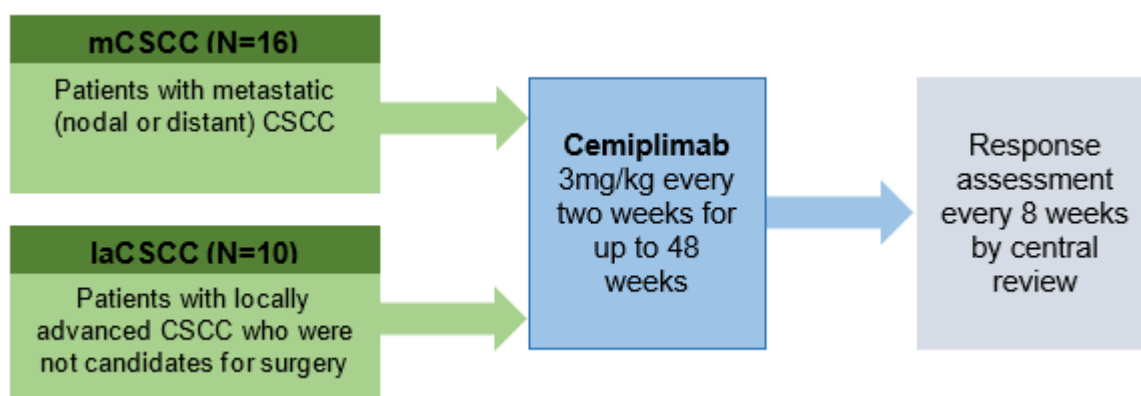 mCSCC (N=16)
Patients with metastatic
(nodal or distant) CSCC
laCSCC (N=10)
Patients with locally
advanced CSCC who were
not candidates for surgery
Cemiplimab
3mg/kg every
two weeks for
up to 48
weeks
Response
assessment
every 8 weeks
by central
review